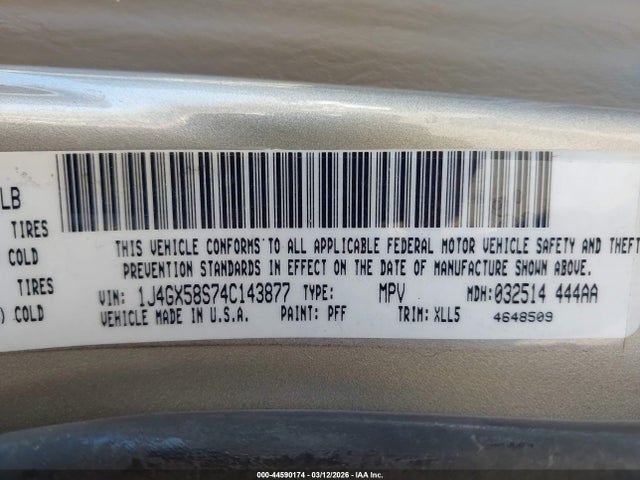 LB
TIRES
COLD
TIRES
) COLD
THIS VEHICLE CONFORMS TO ALL APPLICABLE FEDERAL MOTOR VEHICLE SAFETY AND THEFT
PREVENTION STANDARDS IN EFFECT ON THE DATE OF MANUFACTURE SHOWN ABOVE.
VIN: 1J4GX58S74C143877 TYPE: MPV MDH: 032514 444AA
VEHICLE MADE IN U.S.A. PAINT: PFF TRIM: XLL5 4648509
000-44590174 - 03/12/2026 - IAA Inc.